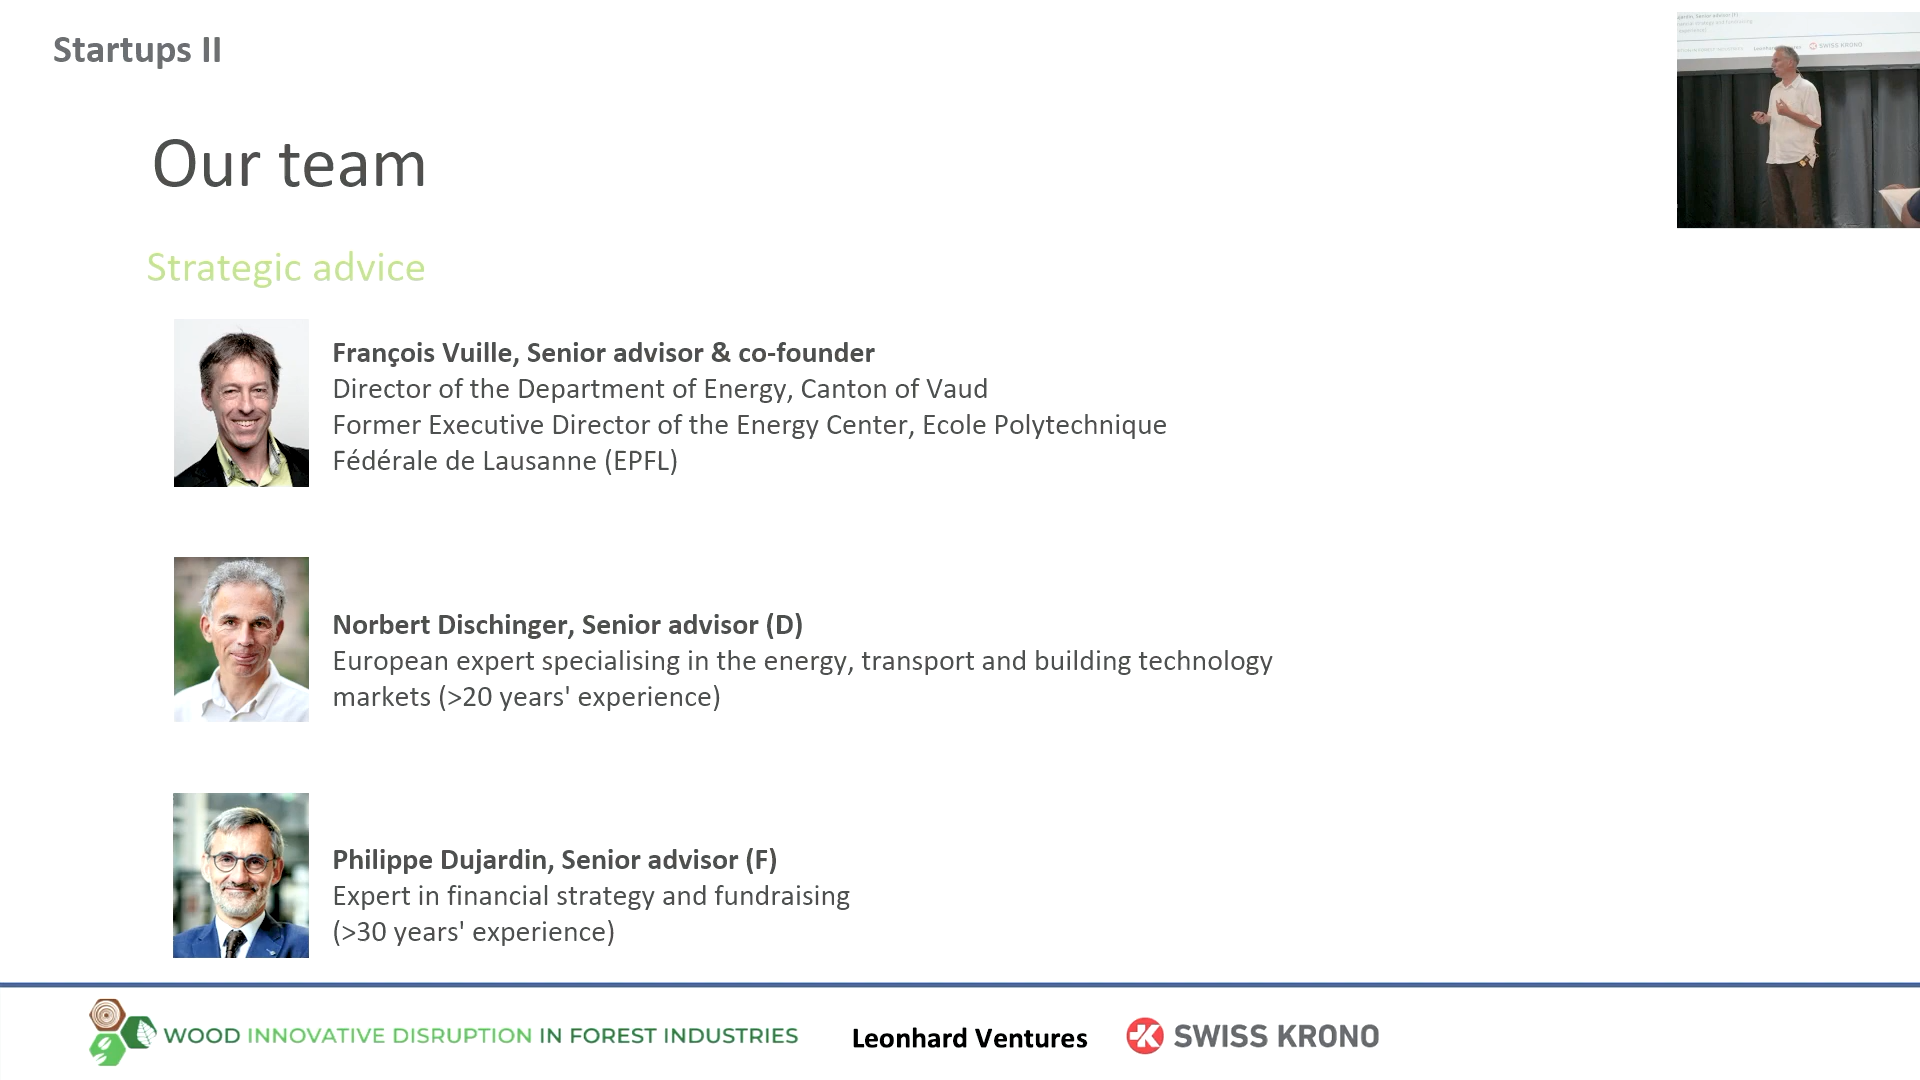 Startups II
Our team
Strategic advice
François Vuille, Senior advisor & co-founder
Director of the Department of Energy, Canton of Vaud
Former Executive Director of the Energy Center, Ecole Polytechnique
Fédérale de Lausanne (EPFL)
Norbert Dischinger, Senior advisor (D)
European expert specialising in the energy, transport and building technology
markets (>20 years' experience)
Philippe Dujardin, Senior advisor (F)
Expert in financial strategy and fundraising
(>30 years' experience)
WOOD INNOVATIVE DISRUPTION IN FOREST INDUSTRIES
Leonhard Ventures
SWISS KRONO
SWISS KRONO